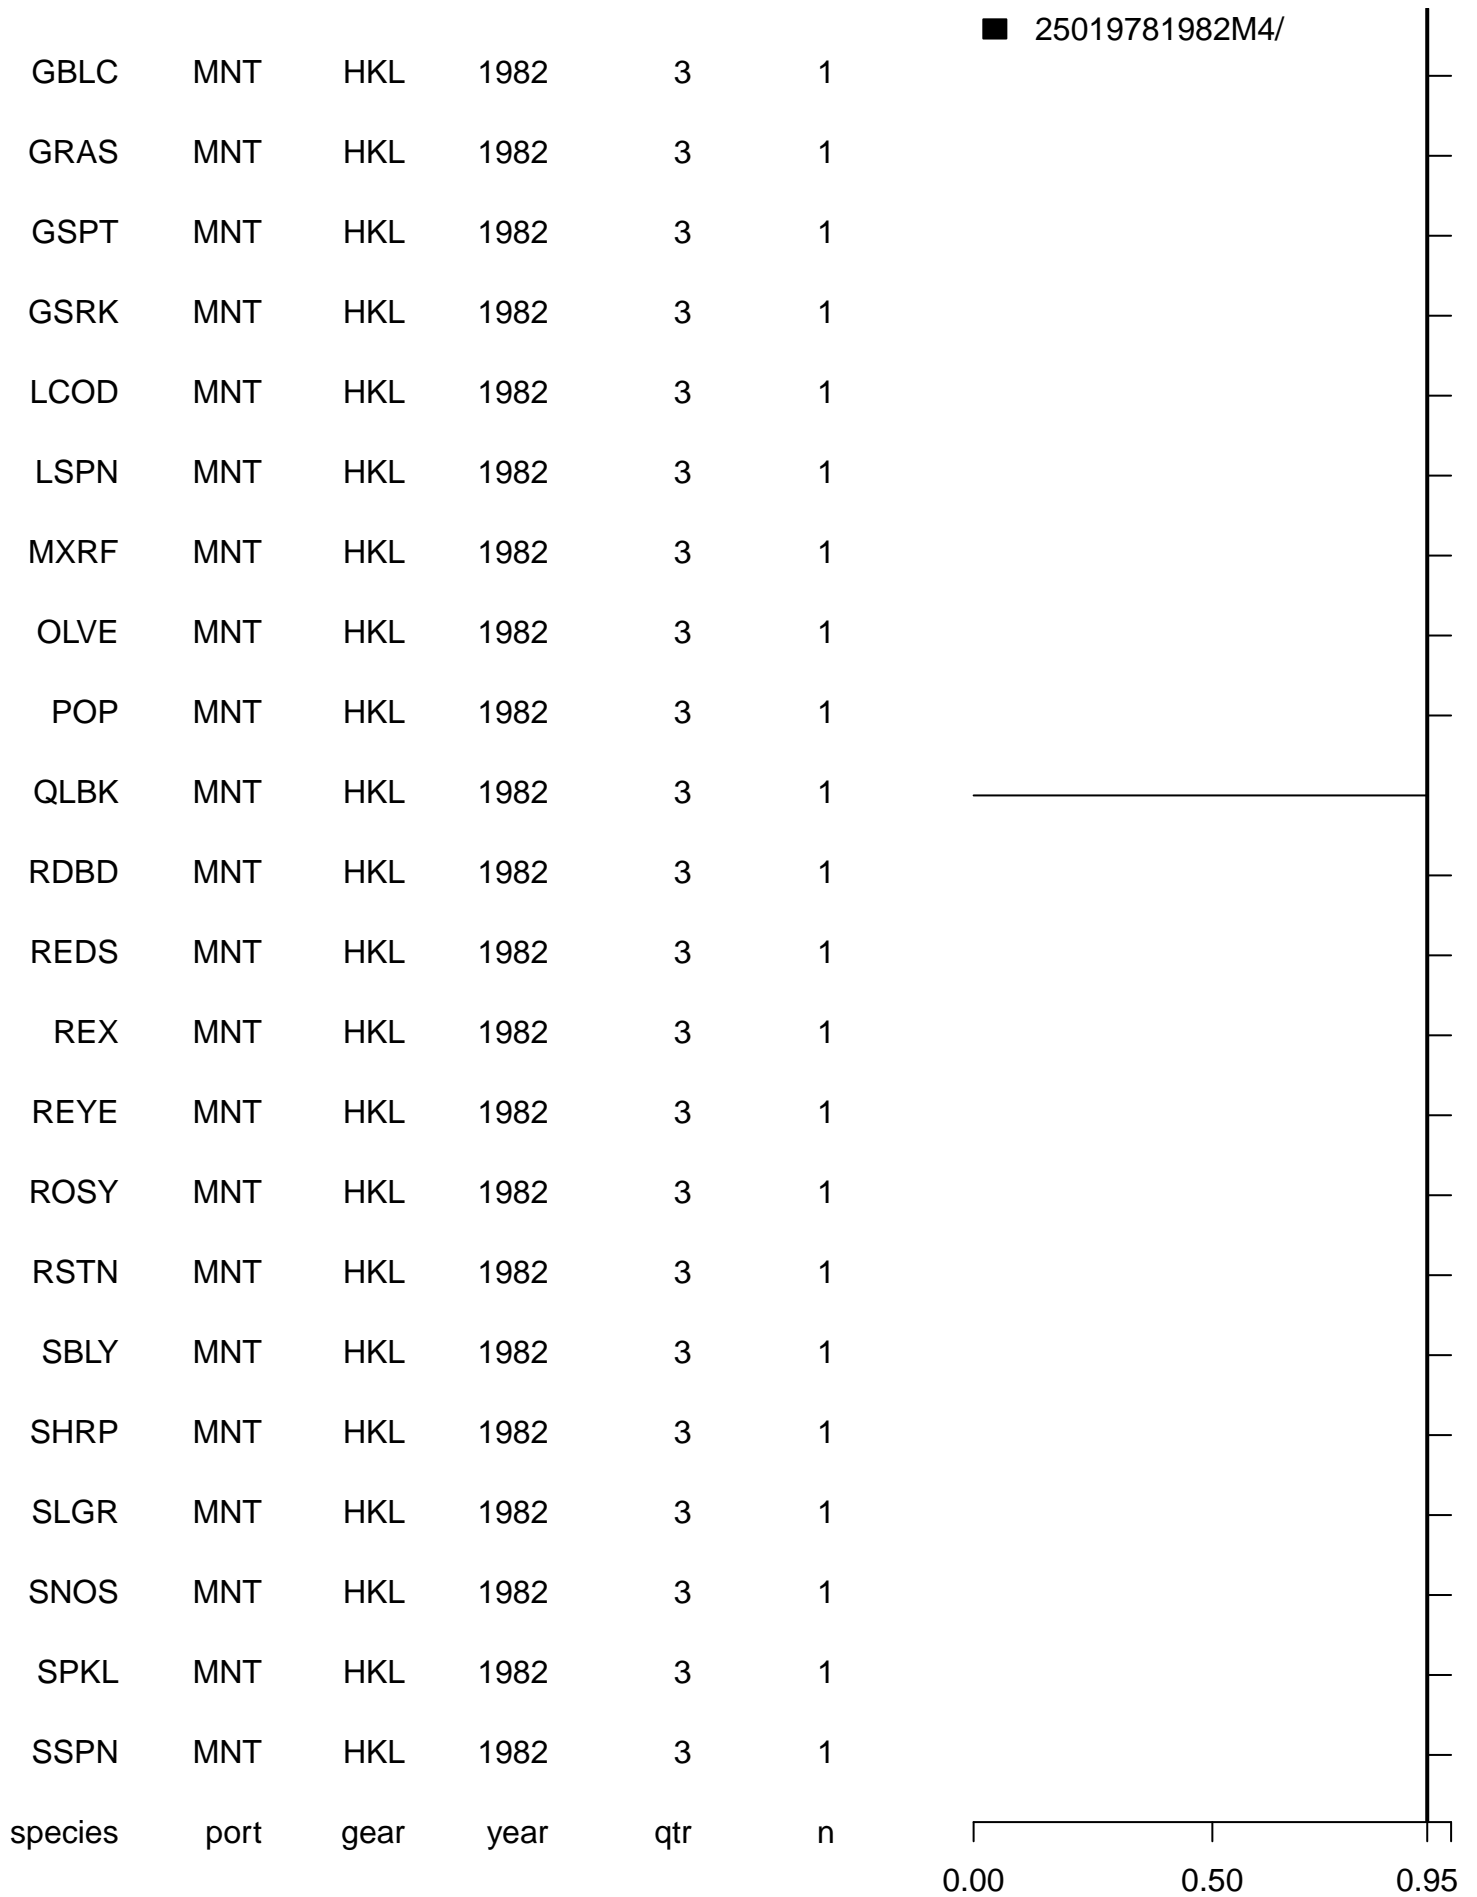 25019781982M4/
GBLC MNT HKL 1982 3 1
GRAS MNT HKL 1982 3 1
GSPT MNT HKL 1982 3 1
GSRK MNT HKL 1982 3 1
LCOD MNT HKL 1982 3 1
LSPN MNT HKL 1982 3 1
MXRF MNT HKL 1982 3 1
OLVE MNT HKL 1982 3 1
POP MNT HKL 1982 3 1
QLBK MNT HKL 1982 3 1
RDBD MNT HKL 1982 3 1
REDS MNT HKL 1982 3 1
REX MNT HKL 1982 3 1
REYE MNT HKL 1982 3 1
ROSY MNT HKL 1982 3 1
RSTN MNT HKL 1982 3 1
SBLY MNT HKL 1982 3 1
SHRP MNT HKL 1982 3 1
SLGR MNT HKL 1982 3 1
SNOS MNT HKL 1982 3 1
SPKL MNT HKL 1982 3 1
SSPN MNT HKL 1982 3 1
species port gear year qtr n
0.00 0.50 0.95